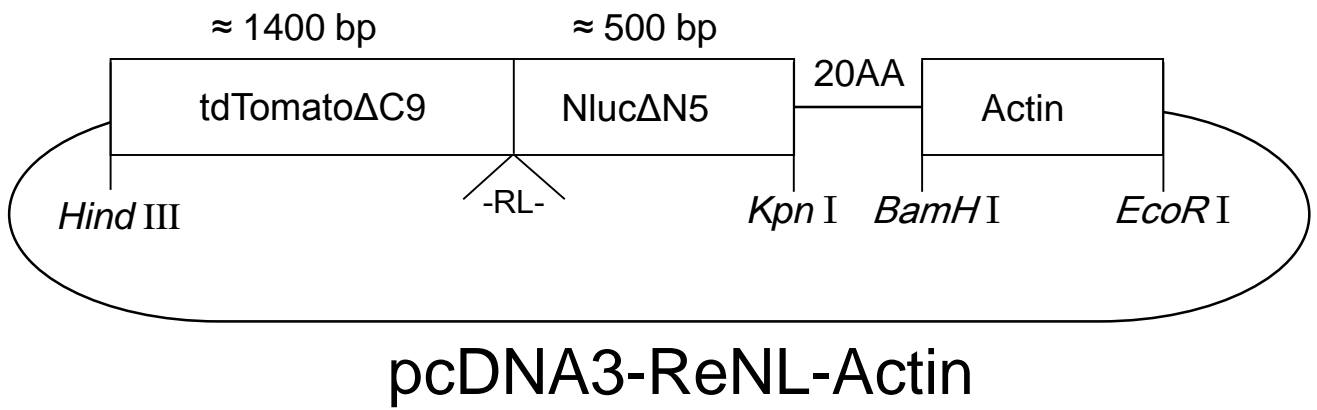 ≈ 1400 bp ≈ 500 bp
20AA
tdTomatoΔC9 NlucΔN5 Actin
-RL-
Hind III Kpn I BamH I EcoR I
pcDNA3-ReNL-Actin